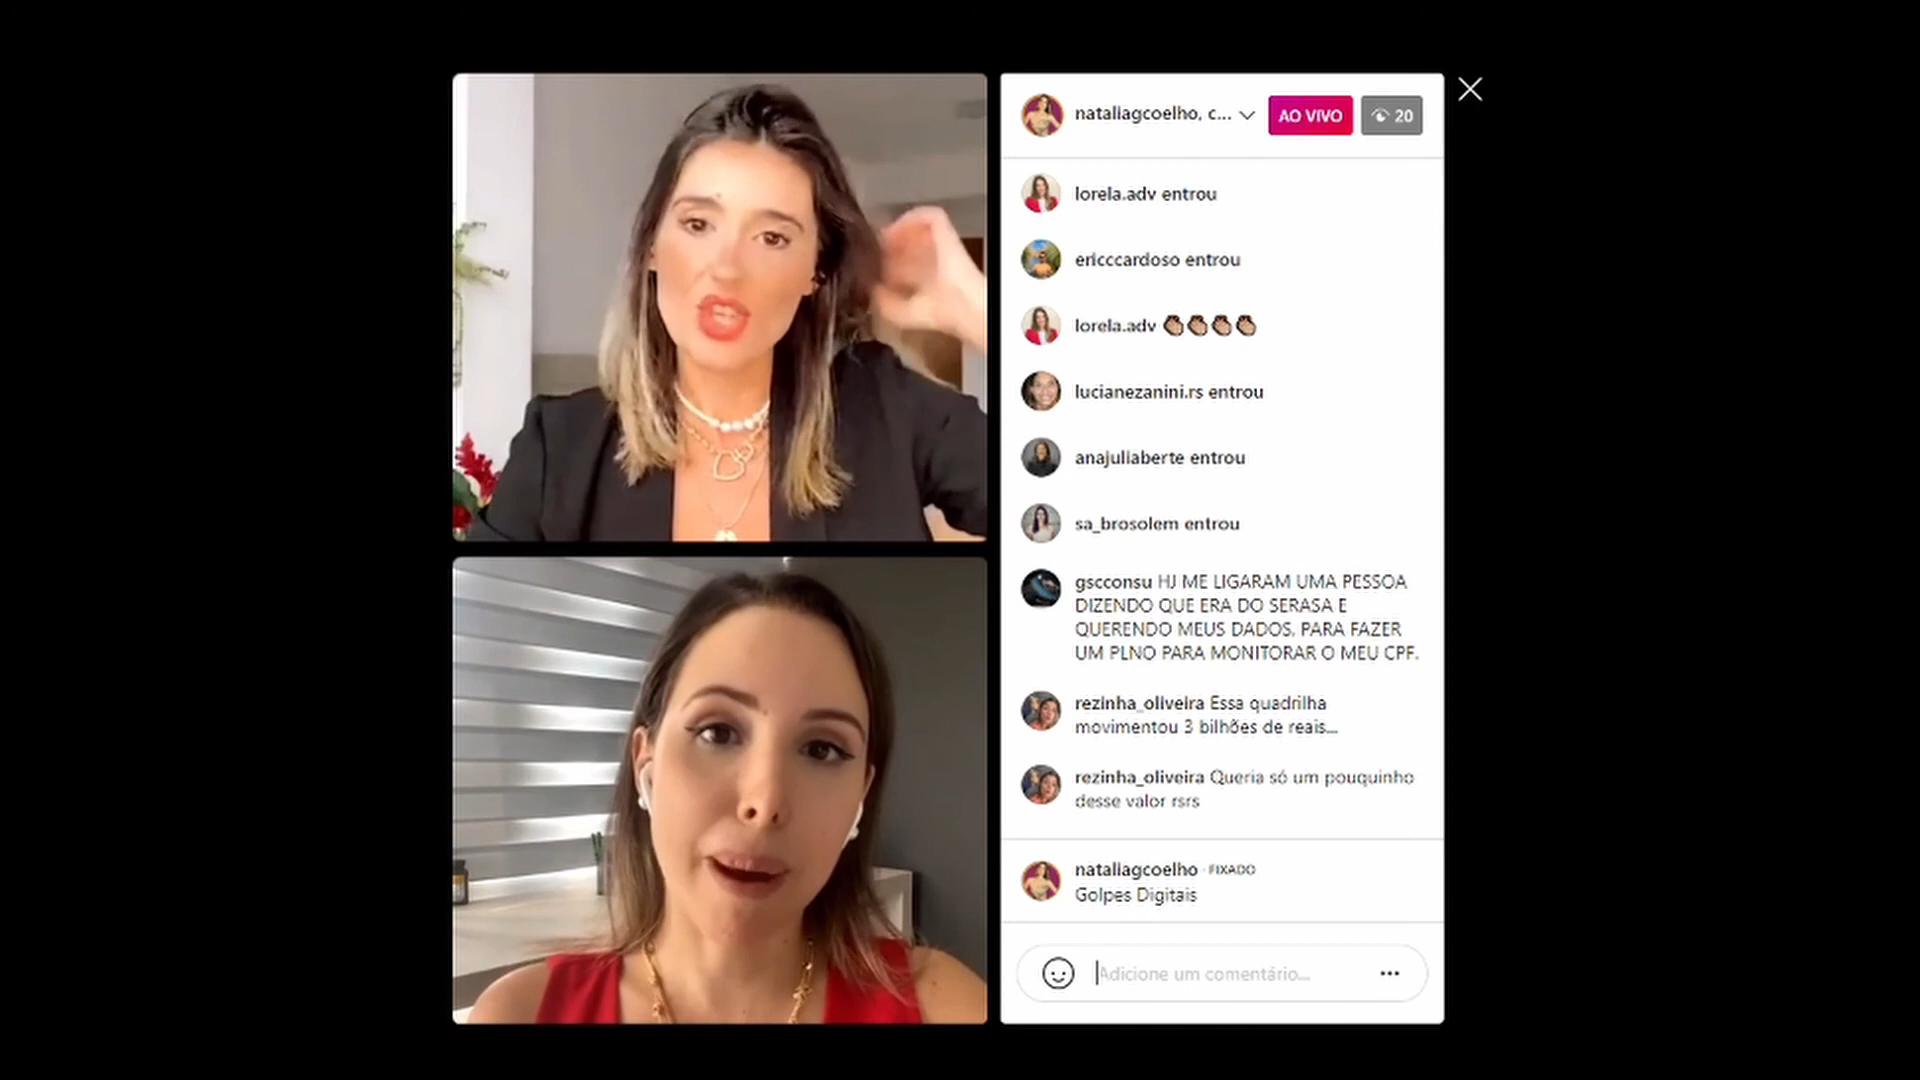 nataliagcoelho, c...
AO VIVO
20
lorela.adv entrou
ericccardoso entrou
lorela.adv
lucianezanini.rs entrou
anajuliaberte entrou
sa_brosolem entrou
gscconsu HJ ME LIGARAM UMA PESSOA
DIZENDO QUE ERA DO SERASA E
QUERENDO MEUS DADOS, PARA FAZER
UM PLNO PARA MONITORAR O MEU CPF.
rezinha_oliveira Essa quadrilha
movimentou 3 bilhões de reais...
rezinha_oliveira Queria só um pouquinho
desse valor rsrs
nataliagcoelho · FIXADO
Golpes Digitais
Adicione um comentário...